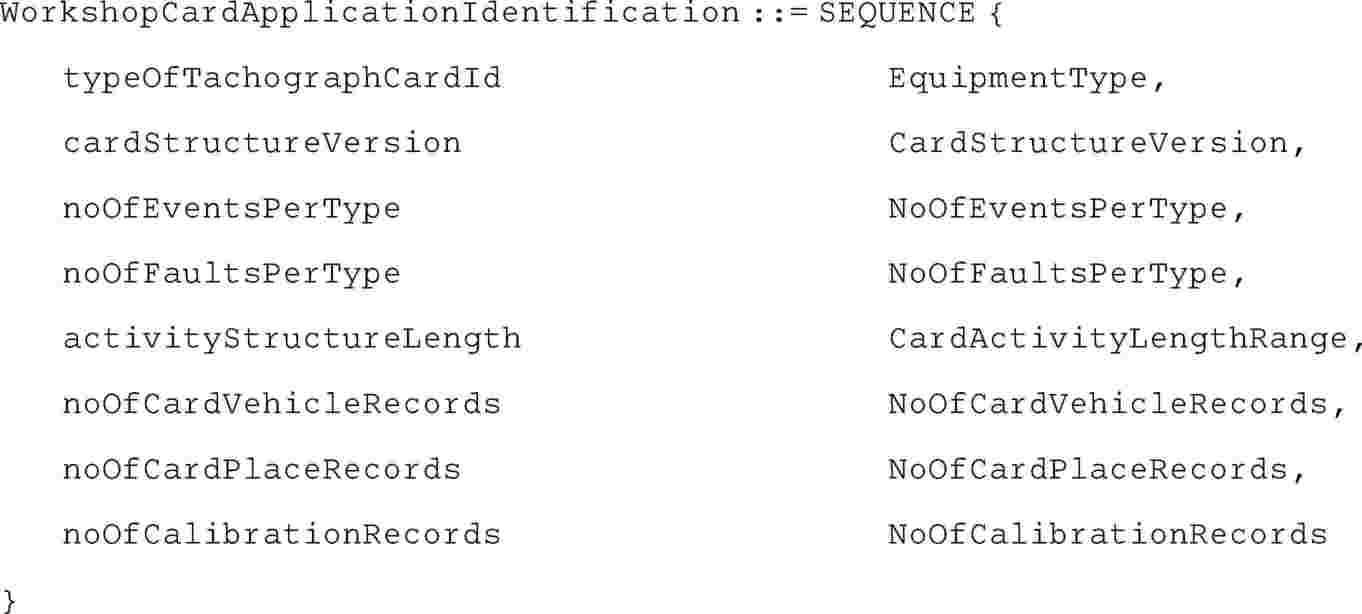 WorkshopCardApplicationIdentification ::= SEQUENCE {
typeOfTachographCardId EquipmentType,
cardStructureVersion CardStructureVersion,
noOfEventsPerType NoOfEventsPerType,
noOfFaultsPerType NoOfFaultsPerType,
activityStructureLength CardActivityLengthRange,
noOfCardVehicleRecords NoOfCardVehicleRecords,
noOfCardPlaceRecords NoOfCardPlaceRecords,
noOfCalibrationRecords NoOfCalibrationRecords
}